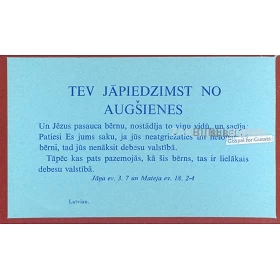 TEV JĀPIEDZIMST NO
AUGŠIENES
Un Jēzus pasauca bērnu, nostādīja to viņu vidū, un sacīja:
Patiesi Es jums saku, ja jūs neatgriežaties un
bērni, tad jūs nenāksit debesu valstībā.
Tāpēc kas pats pazemojās, kā šis bērns, tas ir lielākais
debesu valstībā.
Jāņa ev. 3, 7 un Mateja ev. 18, 2-4
Latvian.